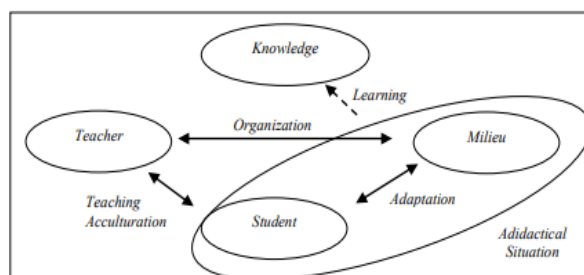 Knowledge
Learning
Teacher
Organization
Milieu
Teaching
Acculturation
Adaptation
Student
Adidactical
Situation